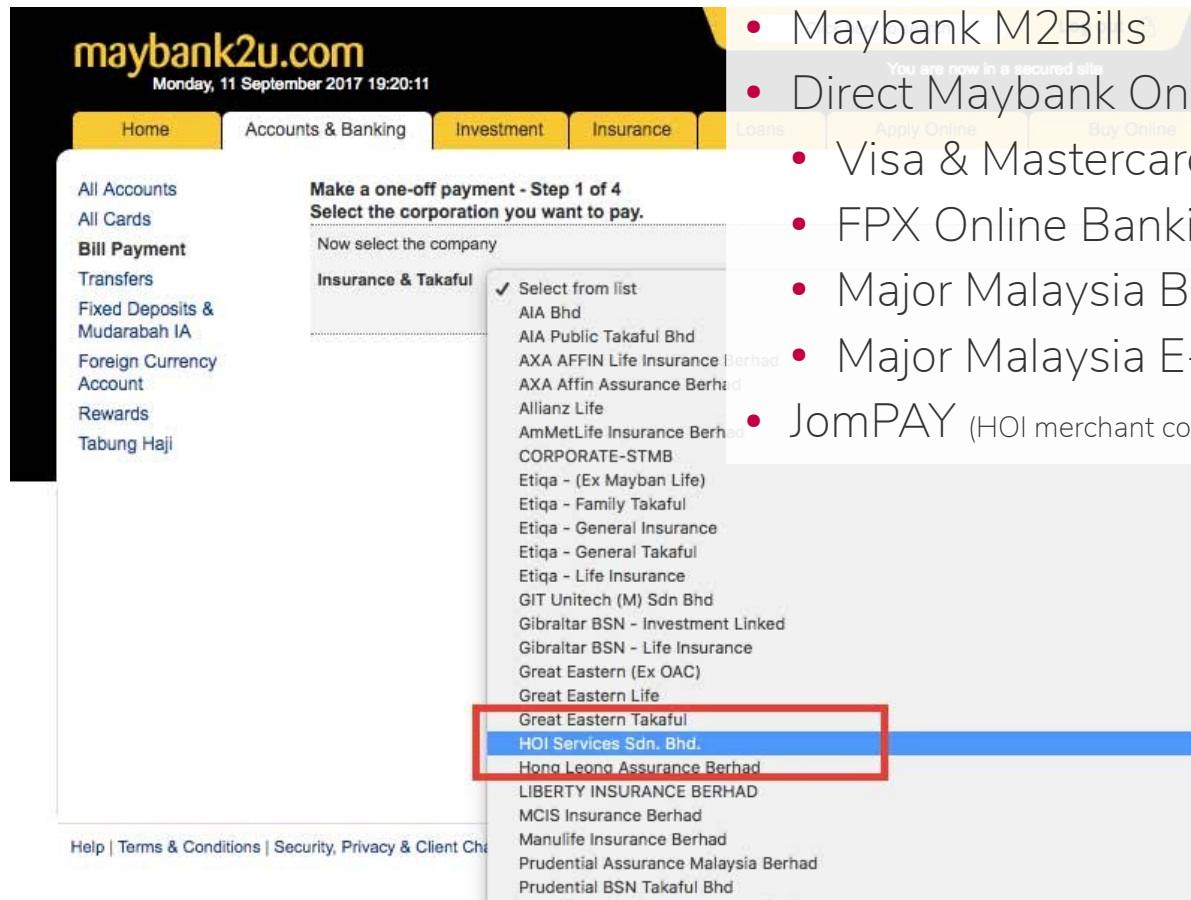 maybank2u.com
Monday, 11 September 2017 19:20:11
You are now in a secured site
Home
Accounts & Banking
Investment
Insurance
Loans
Apply Online
Buy Online
All Accounts
All Cards
Bill Payment
Transfers
Fixed Deposits &
Mudarabah IA
Foreign Currency
Account
Rewards
Tabung Haji
Make a one-off payment - Step 1 of 4
Select the corporation you want to pay.
Now select the company
Insurance & Takaful
✓ Select from list
AIA Bhd
AIA Public Takaful Bhd
AXA AFFIN Life Insurance Berhad
AXA Affin Assurance Berhad
Allianz Life
AmMetLife Insurance Berhad
CORPORATE-STMB
Etiqa - (Ex Mayban Life)
Etiqa - Family Takaful
Etiqa - General Insurance
Etiqa - General Takaful
Etiqa - Life Insurance
GIT Unitech (M) Sdn Bhd
Gibraltar BSN - Investment Linked
Gibraltar BSN - Life Insurance
Great Eastern (Ex OAC)
Great Eastern Life
Great Eastern Takaful
HOI Services Sdn. Bhd.
Hong Leong Assurance Berhad
LIBERTY INSURANCE BERHAD
MCIS Insurance Berhad
Manulife Insurance Berhad
Prudential Assurance Malaysia Berhad
Prudential BSN Takaful Bhd
Help | Terms & Conditions | Security, Privacy & Client
• Maybank M2Bills
• Direct Maybank On
• Visa & Mastercar
• FPX Online Banki
• Major Malaysia B
• Major Malaysia E-
• JomPAY (HOI merchant co